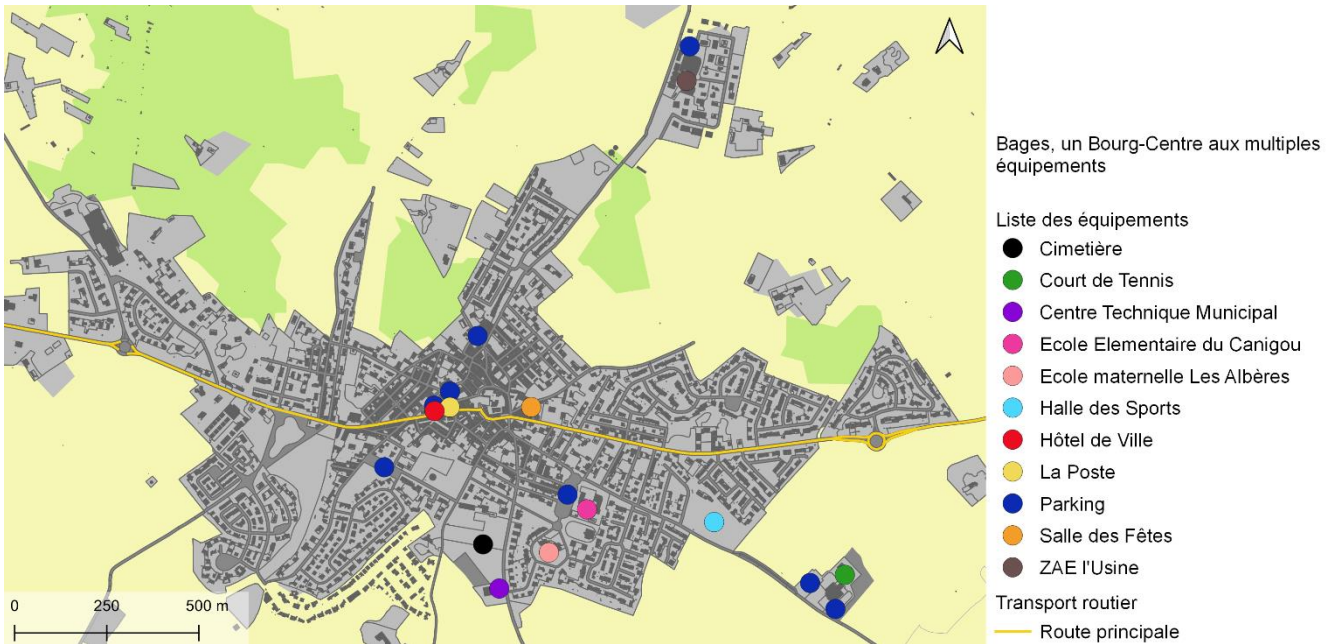 Bages, un Bourg-Centre aux multiples
équipements
Liste des équipements
Cimetière
Court de Tennis
Centre Technique Municipal
Ecole Elementaire du Canigou
Ecole maternelle Les Albères
Halle des Sports
Hôtel de Ville
La Poste
Parking
Salle des Fêtes
ZAE l'Usine
Transport routier
Route principale
0 250 500 m